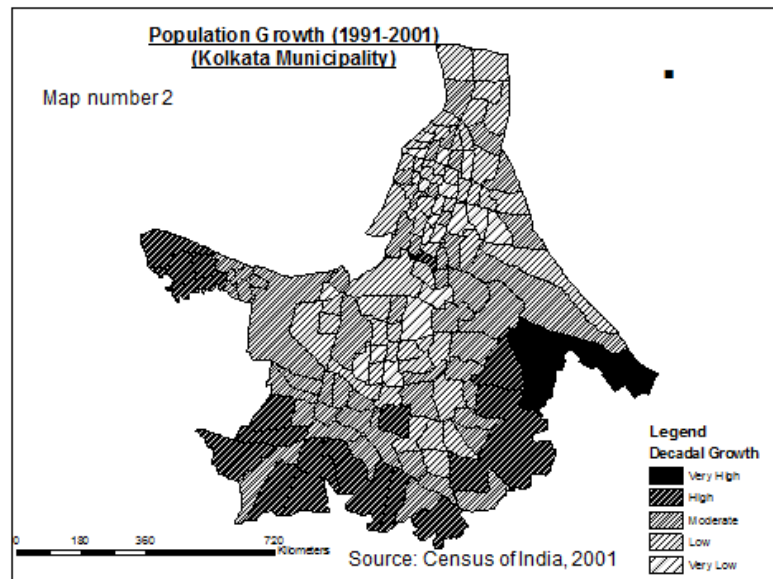 Population Growth (1991-2001)
(Kolkata Municipality)
Map number 2
Legend
Decadal Growth
Very High
High
Moderate
Low
Very Low
0 180 360 720
Kilometers
Source: Census of India, 2001